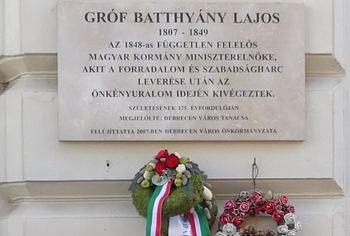 GRÓF BATTHYÁNY LAJOS
1807 - 1849
AZ 1848-as FÜGGETLEN FELELŐS
MAGYAR KORMÁNY MINISZTERELNÖKE,
AKIT A FORRADALOM ÉS SZABADSÁGHARC
LEVERÉSE UTÁN AZ
ÖNKÉNYURALOM IDEJÉN KIVÉGEZTEK.
SZÜLETÉSÉNEK 175. ÉVFORDULÓJÁN
MEGJELÖLTE: DEBRECEN VÁROS TANÁCSA
FELÚJÍTTATTA 2007-BEN DEBRECEN VÁROS ÖNKORMÁNYZATA